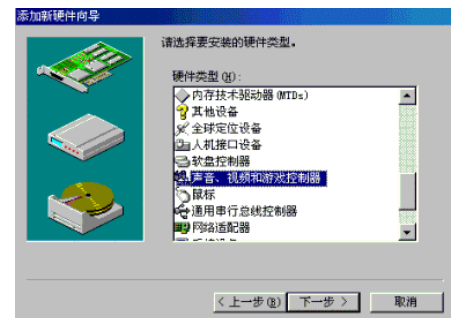 添加新硬件向导
请选择要安装的硬件类型。
硬件类型(H):
内存技术驱动器(MTDs)
其他设备
全球定位设备
人机接口设备
软盘控制器
声音、视频和游戏控制器
鼠标
通用串行总线控制器
网络适配器
< 上一步(B)
下一步 >
取消